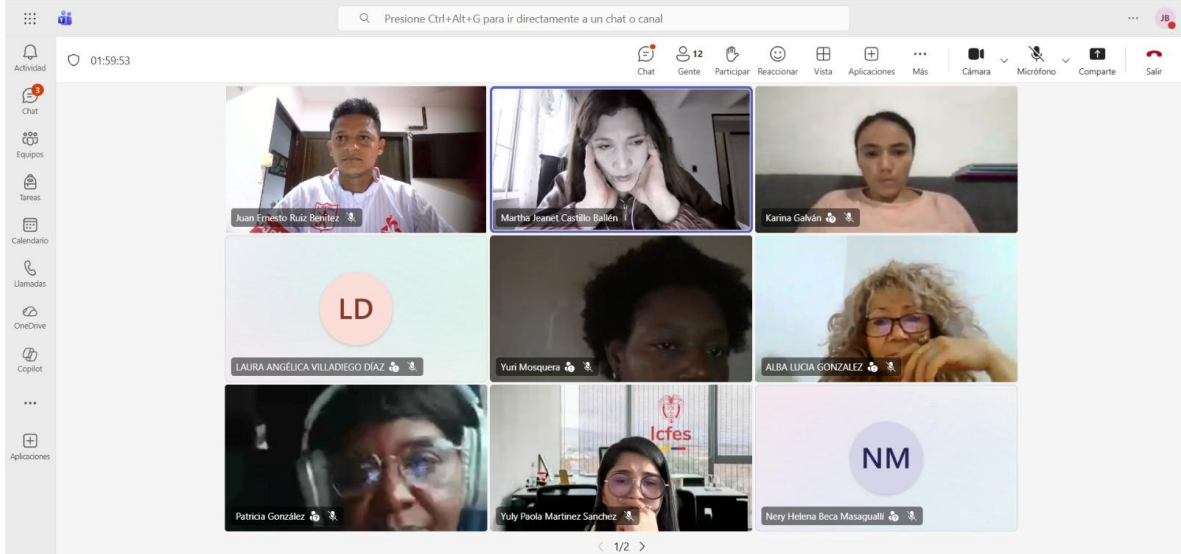 Presione Ctrl+Alt+G para ir directamente a un chat o canal
JB
Actividad
3
Chat
Equipos
Tareas
Calendario
Llamadas
OneDrive
Copilot
Aplicaciones
01:59:53
Chat
12
Gente
Participar
Reaccionar
Vista
Aplicaciones
Más
Cámara
Micrófono
Comparte
Salir
Juan Ernesto Ruiz Benitez
Martha Jeanet Castillo Ballén
Karina Galván
LD
LAURA ANGÉLICA VILLADIEGO DÍAZ
Yuri Mosquera
ALBA LUCIA GONZALEZ
Patricia González
Icfes
Yuly Paola Martinez Sanchez
NM
Nery Helena Beca Masagualli
1/2